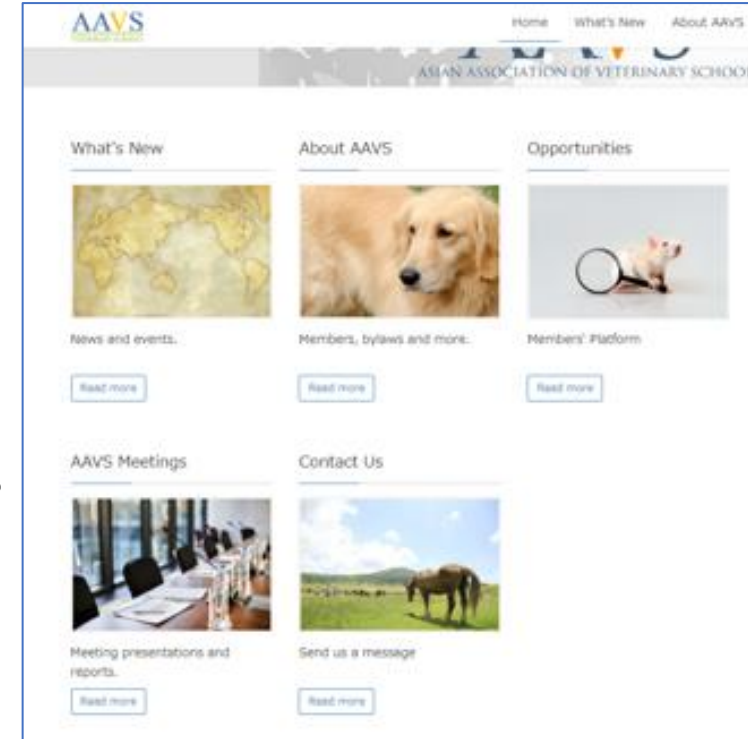 AAVS
Home What's New About AAVS
ASIAN ASSOCIATION OF VETERINARY SCHOO
What's New
About AAVS
Opportunities
News and events.
Members, bylaws and more.
Members' Platform
Read more
Read more
Read more
AAVS Meetings
Contact Us
Meeting presentations and
reports.
Send us a message
Read more
Read more